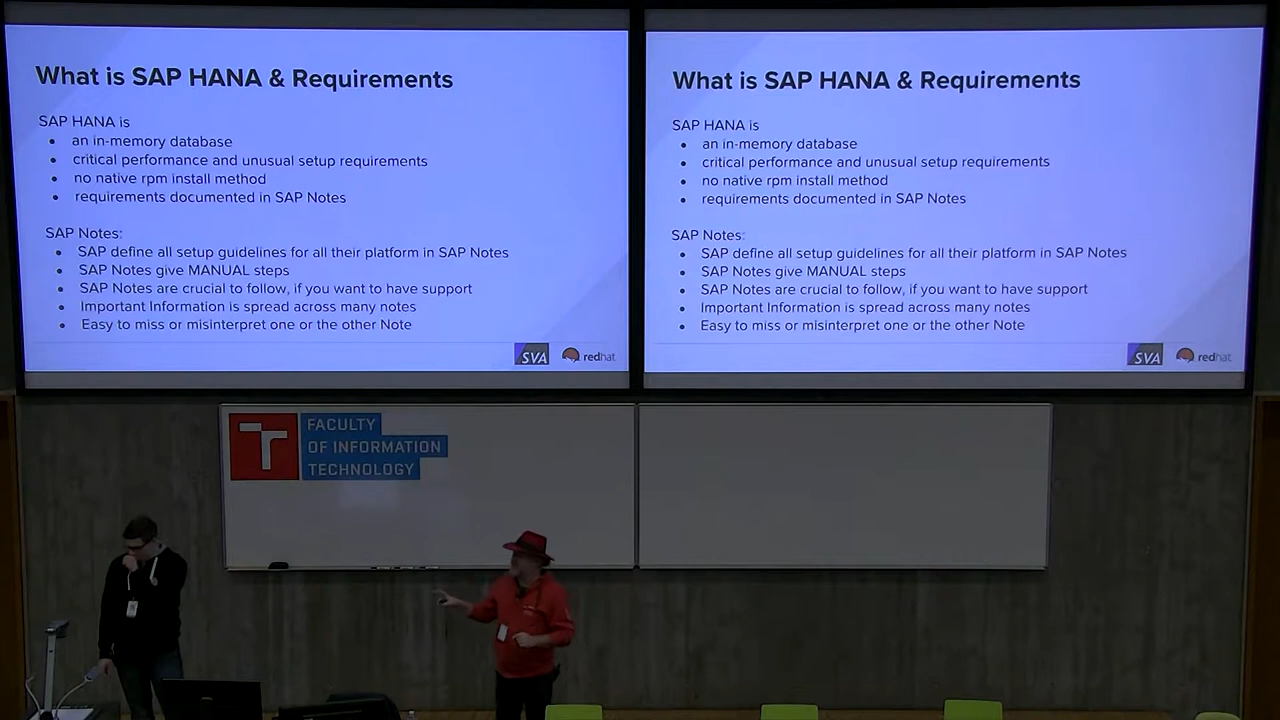 What is SAP HANA & Requirements
SAP HANA is
• an in-memory database
• critical performance and unusual setup requirements
• no native rpm install method
• requirements documented in SAP Notes
SAP Notes:
• SAP define all setup guidelines for all their platform in SAP Notes
• SAP Notes give MANUAL steps
• SAP Notes are crucial to follow, if you want to have support
• Important Information is spread across many notes
• Easy to miss or misinterpret one or the other Note
SVA redhat
What is SAP HANA & Requirements
SAP HANA is
• an in-memory database
• critical performance and unusual setup requirements
• no native rpm install method
• requirements documented in SAP Notes
SAP Notes:
• SAP define all setup guidelines for all their platform in SAP Notes
• SAP Notes give MANUAL steps
• SAP Notes are crucial to follow, if you want to have support
• Important Information is spread across many notes
• Easy to miss or misinterpret one or the other Note
SVA redhat
T FACULTY
OF INFORMATION
TECHNOLOGY